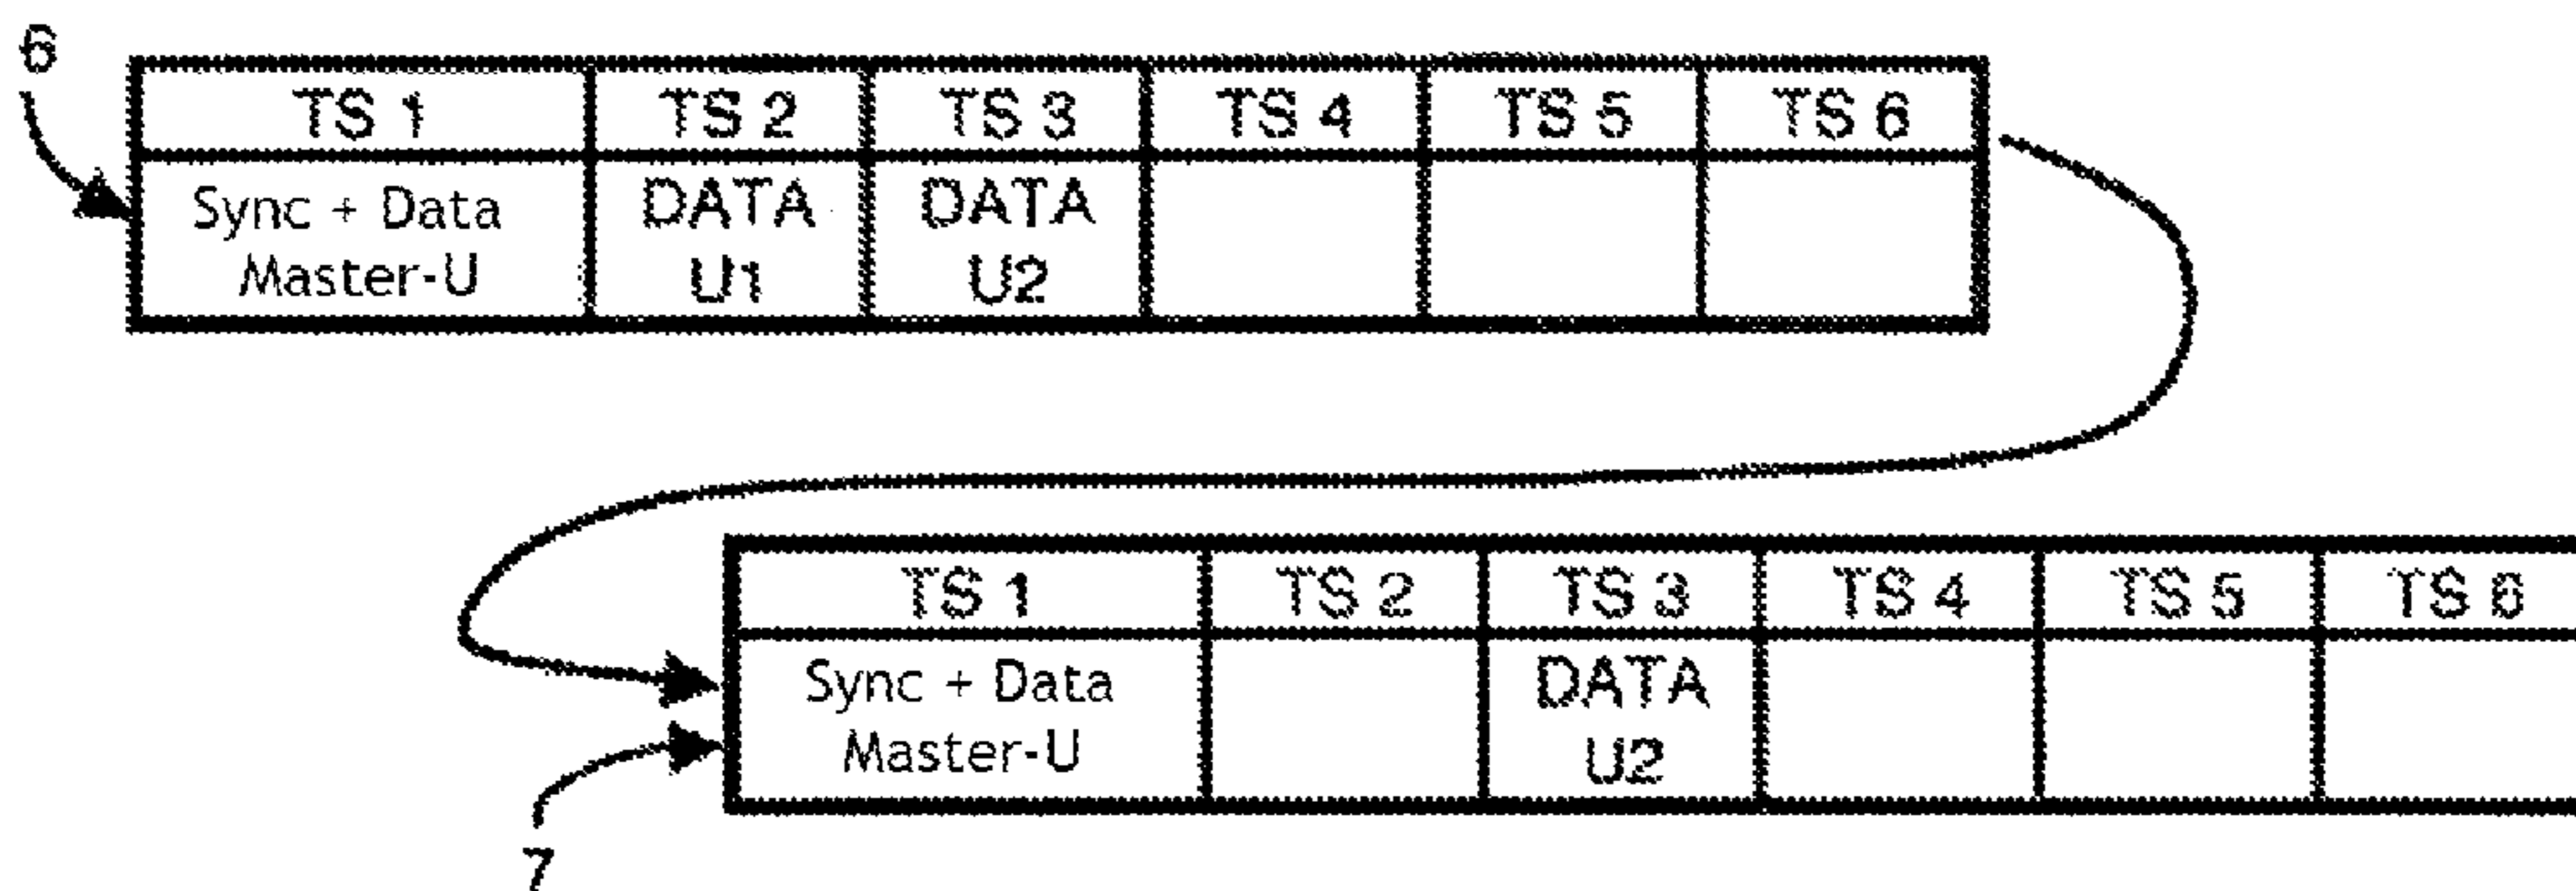 6
TS 1 TS 2 TS 3 TS 4 TS 5 TS 6
Sync + Data DATA DATA
Master-U U1 U2
TS 1 TS 2 TS 3 TS 4 TS 5 TS 6
Sync + Data DATA
Master-U U2
7